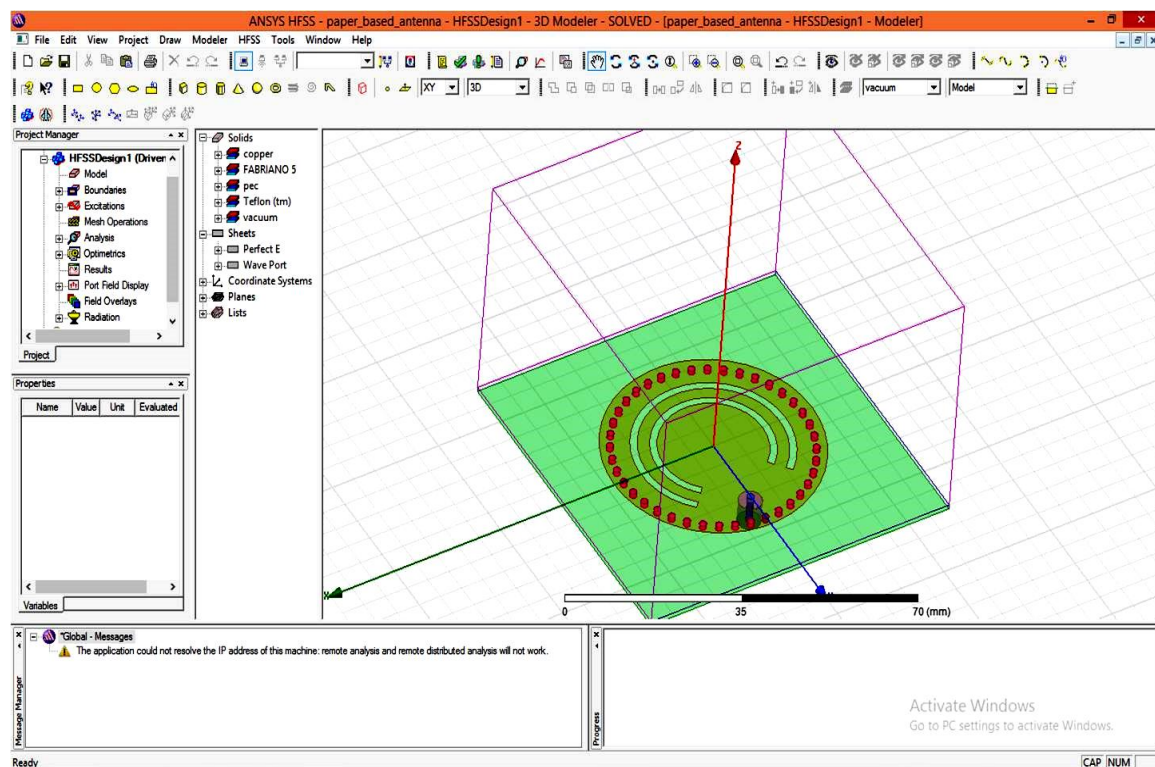 ANSYS HFSS - paper_based_antenna - HFSSDesign1 - 3D Modeler - SOLVED - [paper_based_antenna - HFSSDesign1 - Modeler]
File Edit View Project Draw Modeler HFSS Tools Window Help
XY 3D vacuum Model
Project Manager
HFSSDesign1 (Driven
Model
Boundaries
Excitations
Mesh Operations
Analysis
Optimetrics
Results
Port Field Display
Field Overlays
Radiation
Project
Properties
Name Value Unit Evaluated
Variables
Solids
copper
FABRIANO 5
pec
Teflon (tm)
vacuum
Sheets
Perfect E
Wave Port
Coordinate Systems
Planes
Lists
Z
0 35 70 (mm)
Message Manager
*Global - Messages
The application could not resolve the IP address of this machine: remote analysis and remote distributed analysis will not work.
Progress
Activate Windows
Go to PC settings to activate Windows.
Ready
CAP NUM